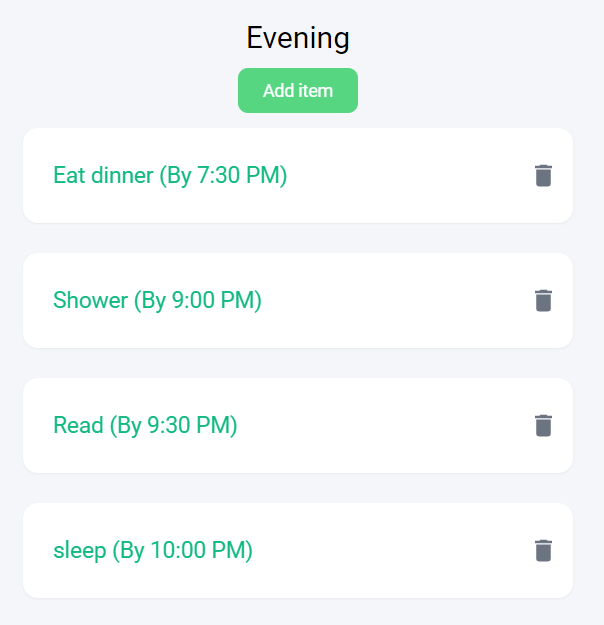 Evening
Add item
Eat dinner (By 7:30 PM)
Shower (By 9:00 PM)
Read (By 9:30 PM)
sleep (By 10:00 PM)